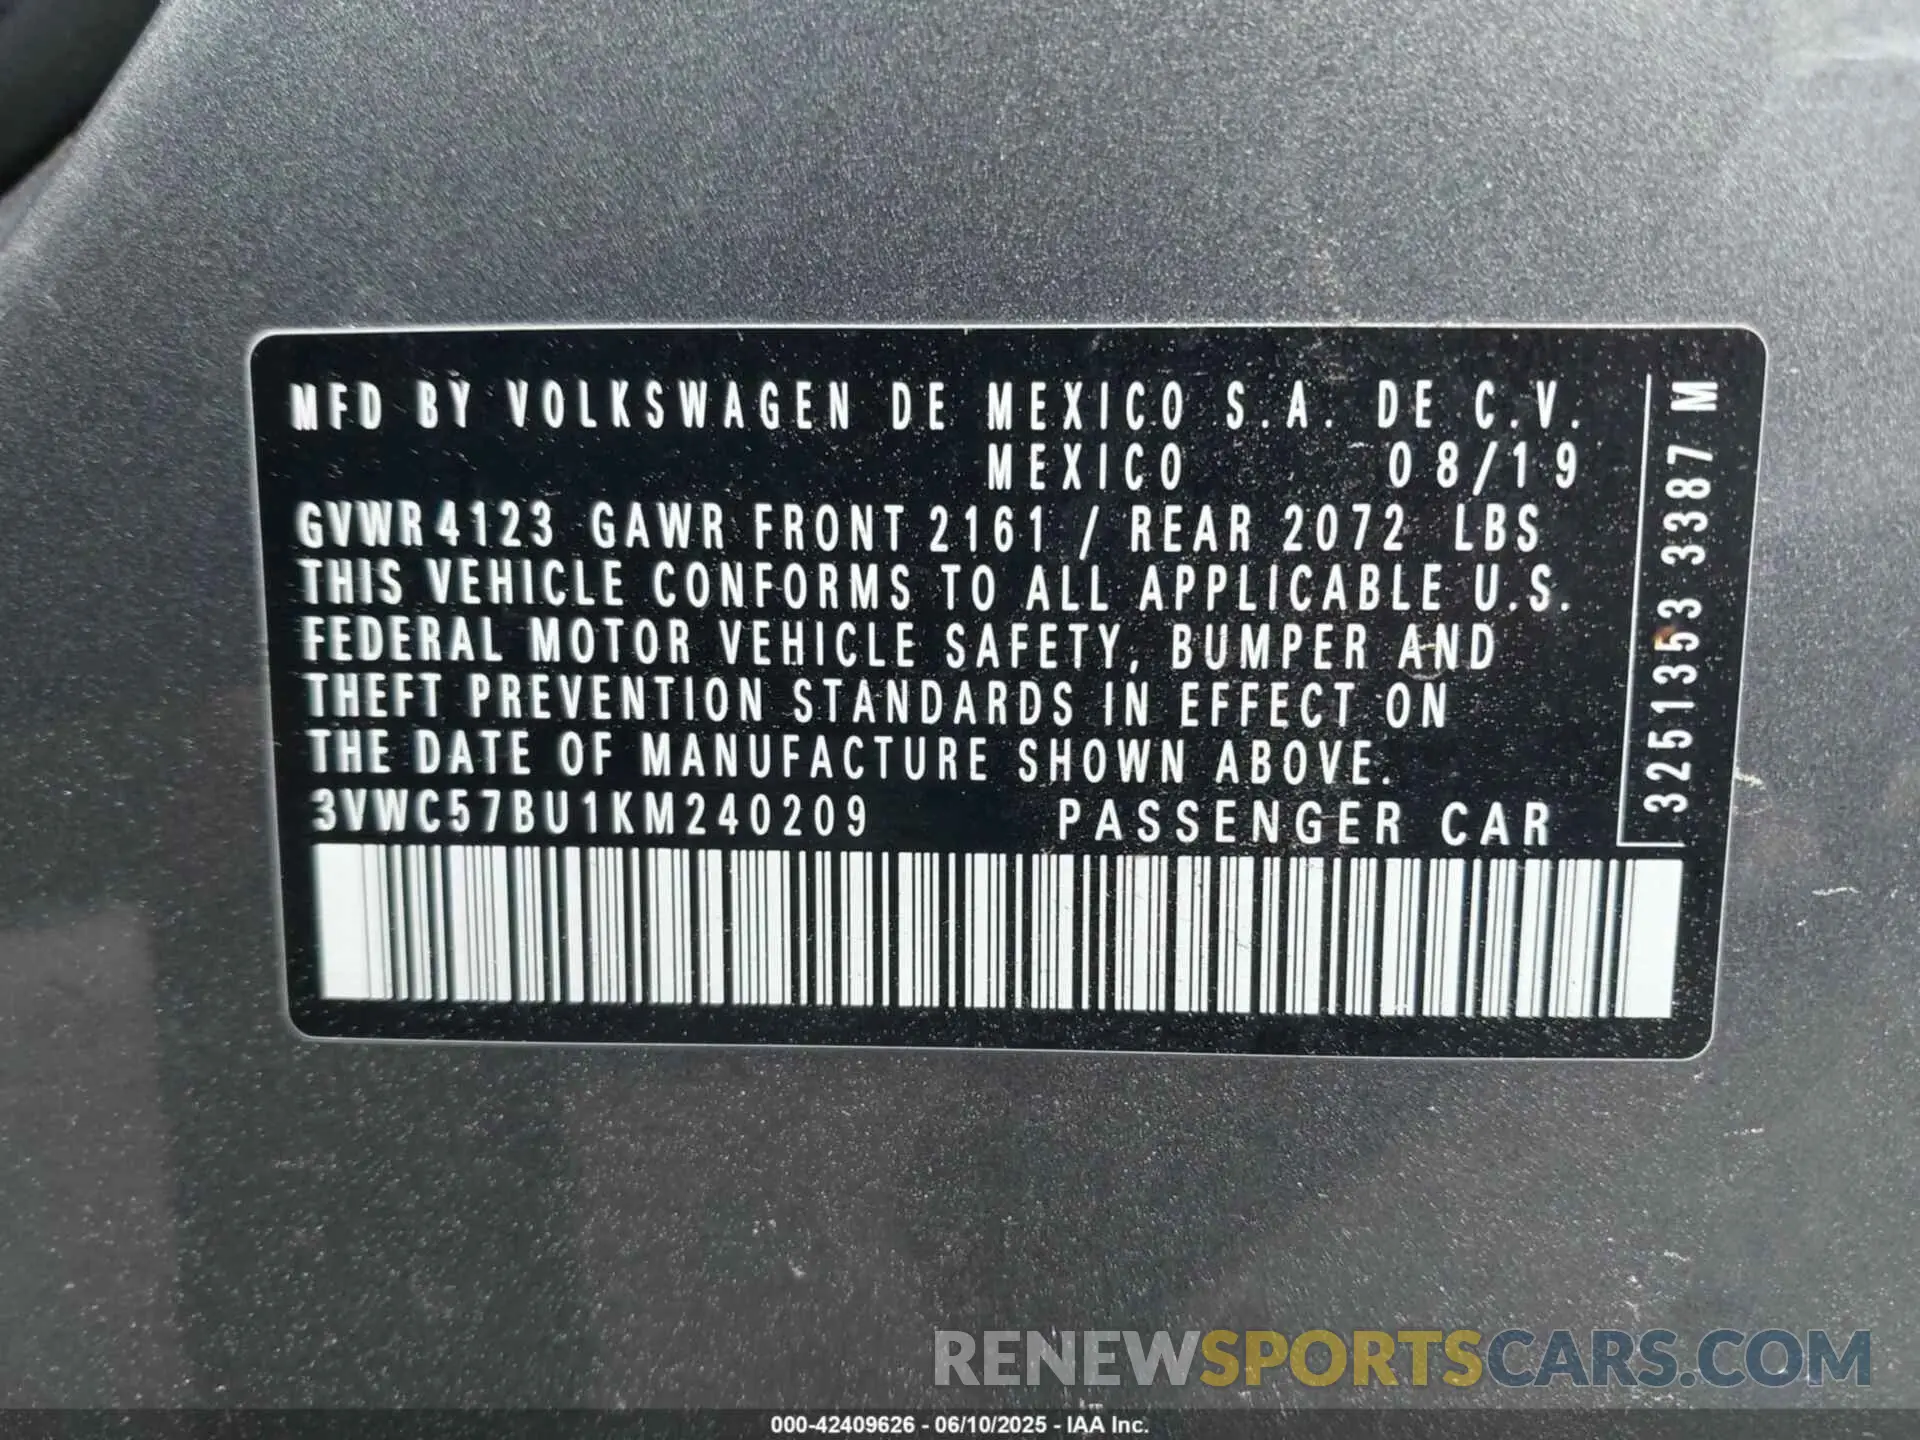 MFD BY VOLKSWAGEN DE MEXICO S.A. DE C.V.
MEXICO 08/19
GVWR 4123 GAWR FRONT 2161 / REAR 2072 LBS
THIS VEHICLE CONFORMS TO ALL APPLICABLE U.S.
FEDERAL MOTOR VEHICLE SAFETY, BUMPER AND
THEFT PREVENTION STANDARDS IN EFFECT ON
THE DATE OF MANUFACTURE SHOWN ABOVE.
3VWC57BU1KM240209 PASSENGER CAR
3251353 3387 M
RENEWSPORTSCARS.COM
000-42409626 - 06/10/2025 - IAA Inc.